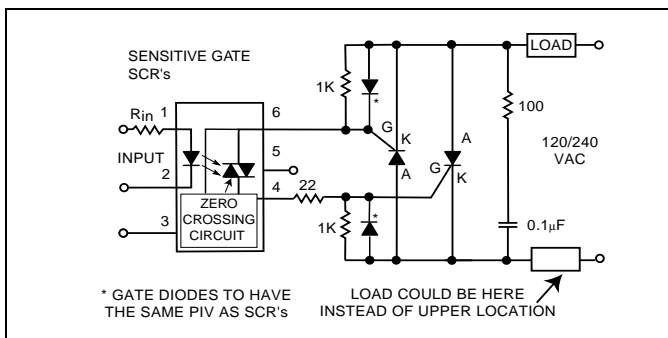 SENSITIVE GATE
SCR's
LOAD
1K
*
G
K
A
A
G
K
100
120/240
VAC
Rin
1
6
INPUT
5
2
4
22
ZERO
CROSSING
CIRCUIT
3
1K
*
0.1µF
* GATE DIODES TO HAVE
THE SAME PIV AS SCR's
LOAD COULD BE HERE
INSTEAD OF UPPER LOCATION